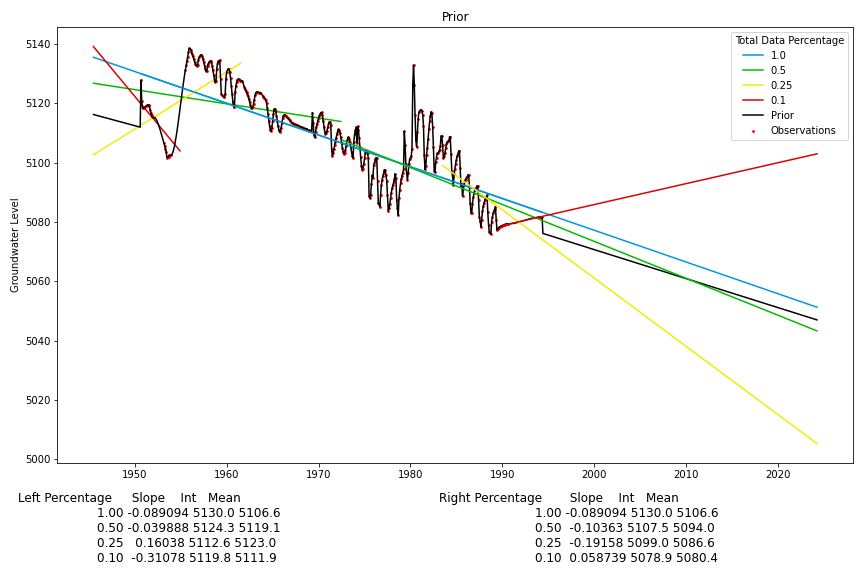 Prior
Total Data Percentage
1.0
0.5
0.25
0.1
Prior
Observations
Groundwater Level
5140
5120
5100
5080
5060
5040
5020
5000
1950 1960 1970 1980 1990 2000 2010 2020
Left Percentage Slope Int Mean
1.00 -0.089094 5130.0 5106.6
0.50 -0.039888 5124.3 5119.1
0.25 0.16038 5112.6 5123.0
0.10 -0.31078 5119.8 5111.9
Right Percentage Slope Int Mean
1.00 -0.089094 5130.0 5106.6
0.50 -0.10363 5107.5 5094.0
0.25 -0.19158 5099.0 5086.6
0.10 0.058739 5078.9 5080.4